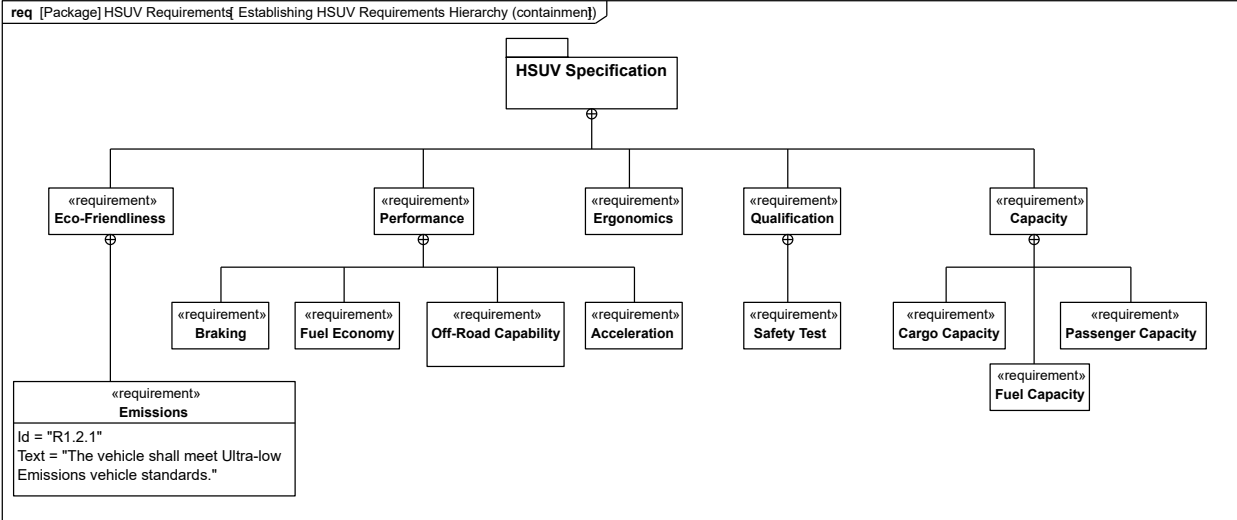 req [Package] HSUV Requirements[ Establishing HSUV Requirements Hierarchy (containment)]
HSUV Specification
«requirement»
Eco-Friendliness
«requirement»
Performance
«requirement»
Ergonomics
«requirement»
Qualification
«requirement»
Capacity
«requirement»
Braking
«requirement»
Fuel Economy
«requirement»
Off-Road Capability
«requirement»
Acceleration
«requirement»
Safety Test
«requirement»
Cargo Capacity
«requirement»
Passenger Capacity
«requirement»
Fuel Capacity
«requirement»
Emissions
Id = "R1.2.1"
Text = "The vehicle shall meet Ultra-low
Emissions vehicle standards."